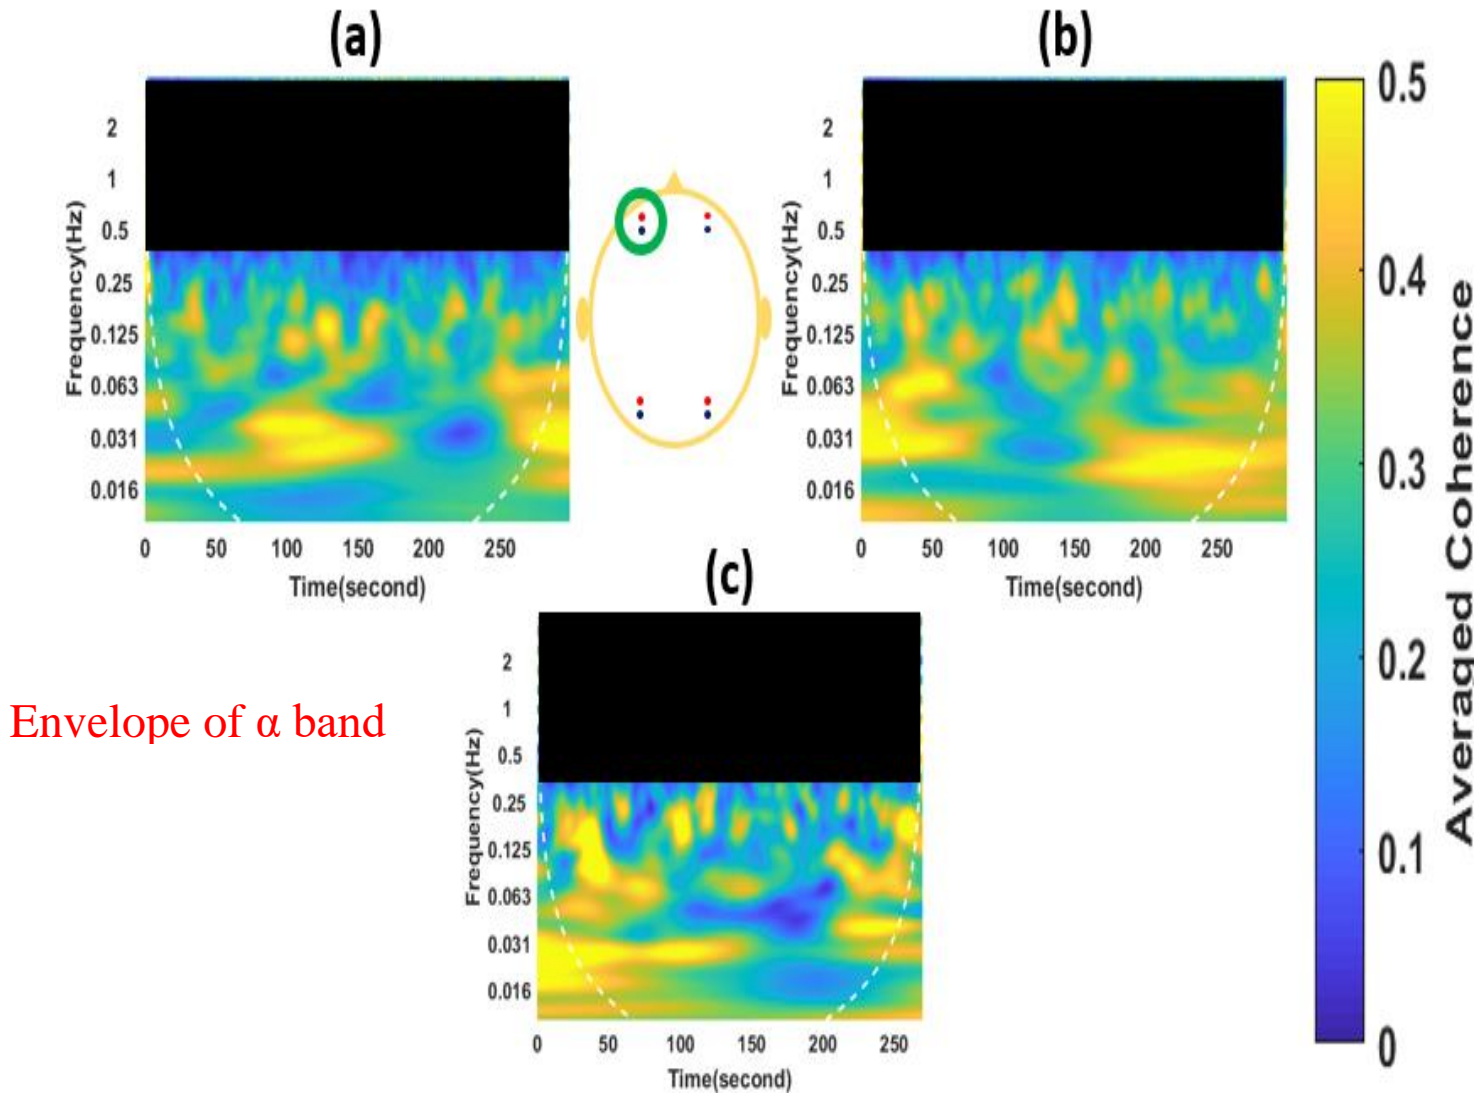 (a)
(b)
2
1
0.5
0.25
0.125
0.063
0.031
0.016
Frequency(Hz)
0 50 100 150 200 250
Time(second)
2
1
0.5
0.25
0.125
0.063
0.031
0.016
Frequency(Hz)
0 50 100 150 200 250
Time(second)
0.5
0.4
0.3
0.2
0.1
0
Averaged Coherence
(c)
Envelope of α band
2
1
0.5
0.25
0.125
0.063
0.031
0.016
Frequency(Hz)
0 50 100 150 200 250
Time(second)